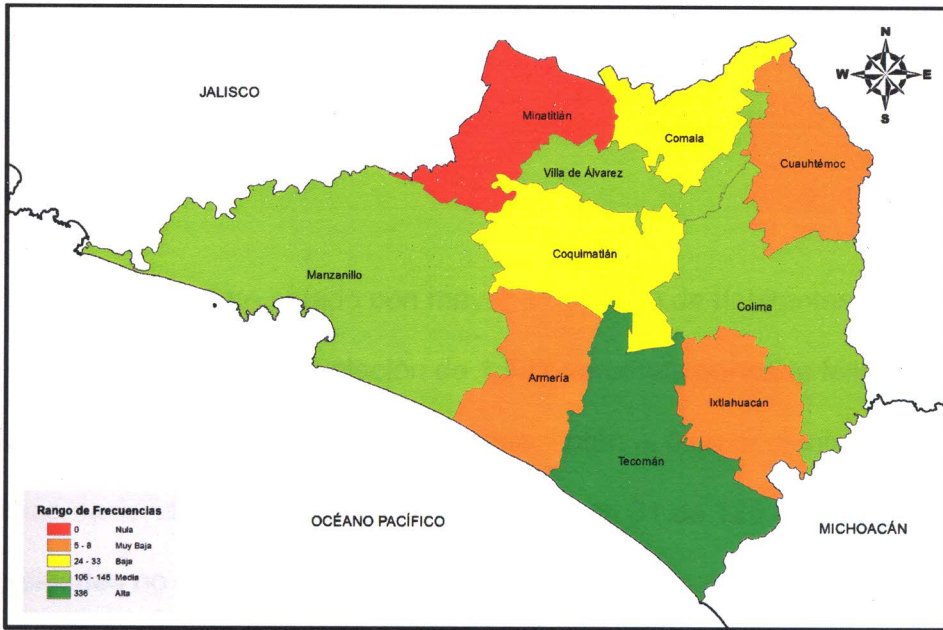 N
W E
S
JALISCO
Minatitlán
Comala
Cuauhtémoc
Villa de Álvarez
Coquimatlán
Manzanillo
Colima
Armería
Ixtlahuacán
Tecomán
OCÉANO PACÍFICO
MICHOACÁN
Rango de Frecuencias
0 Nula
5 - 8 Muy Baja
24 - 33 Baja
106 - 145 Media
336 Alta